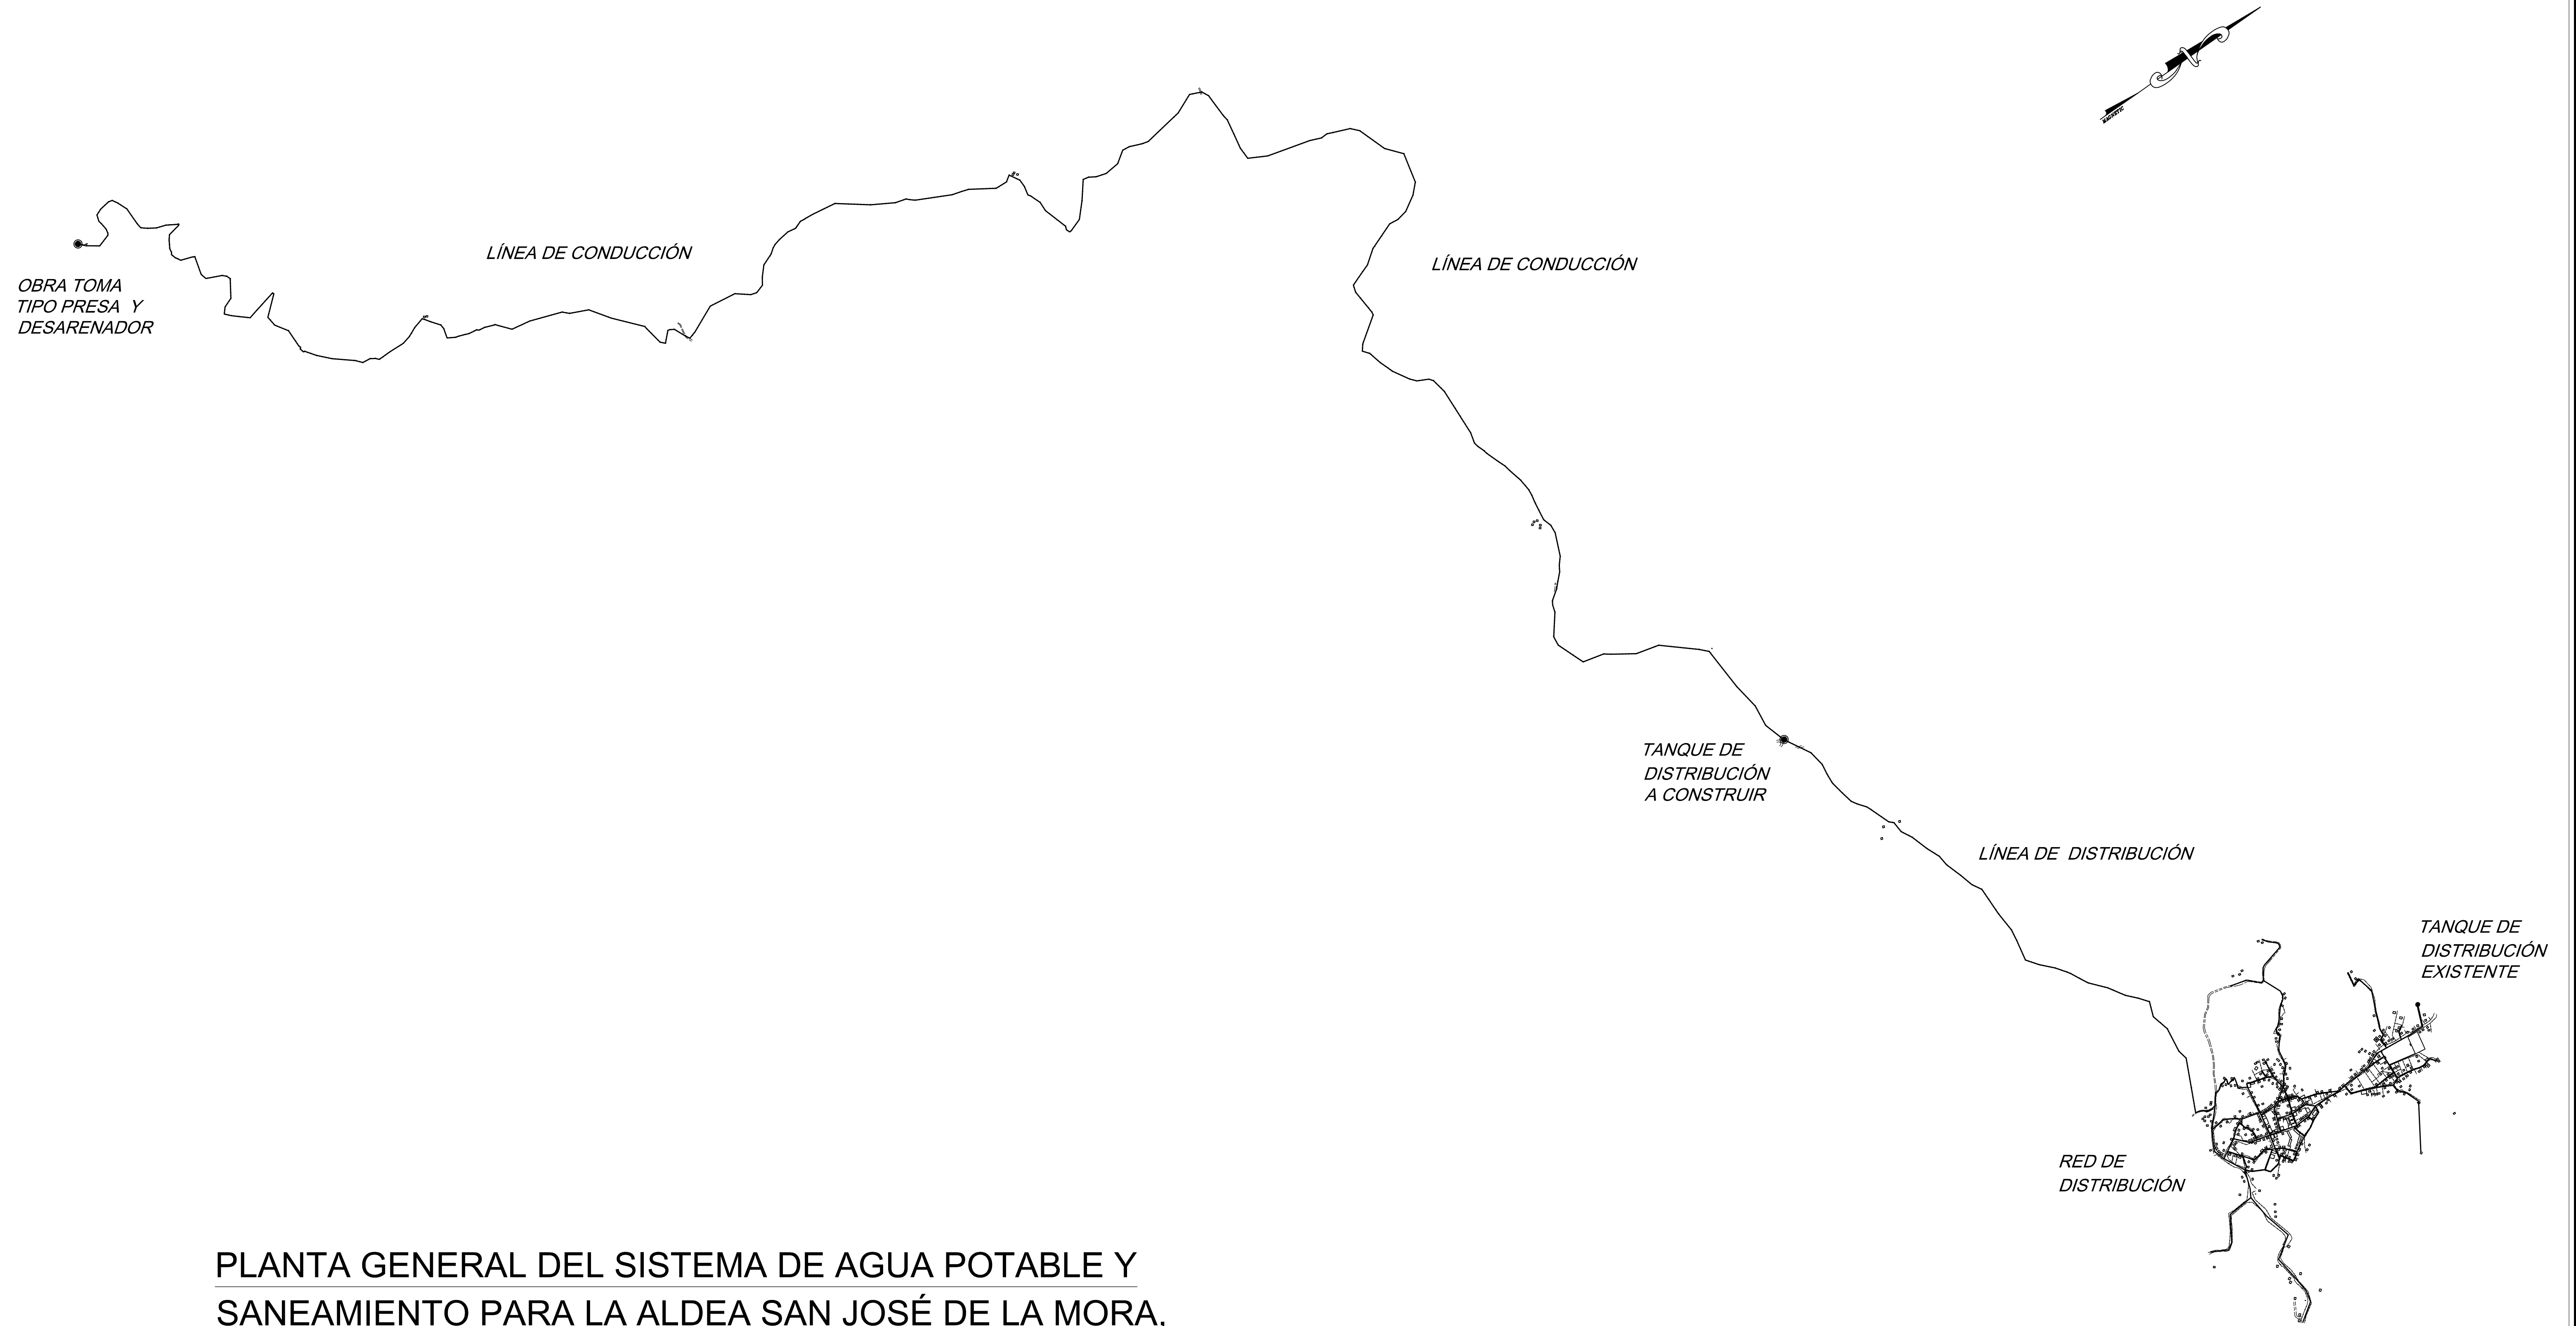 MAGNETIC
LÍNEA DE CONDUCCIÓN
LÍNEA DE CONDUCCIÓN
OBRA TOMA
TIPO PRESA Y
DESARENADOR
TANQUE DE
DISTRIBUCIÓN
A CONSTRUIR
LÍNEA DE DISTRIBUCIÓN
TANQUE DE
DISTRIBUCIÓN
EXISTENTE
RED DE
DISTRIBUCIÓN
PLANTA GENERAL DEL SISTEMA DE AGUA POTABLE Y
SANEAMIENTO PARA LA ALDEA SAN JOSÉ DE LA MORA,